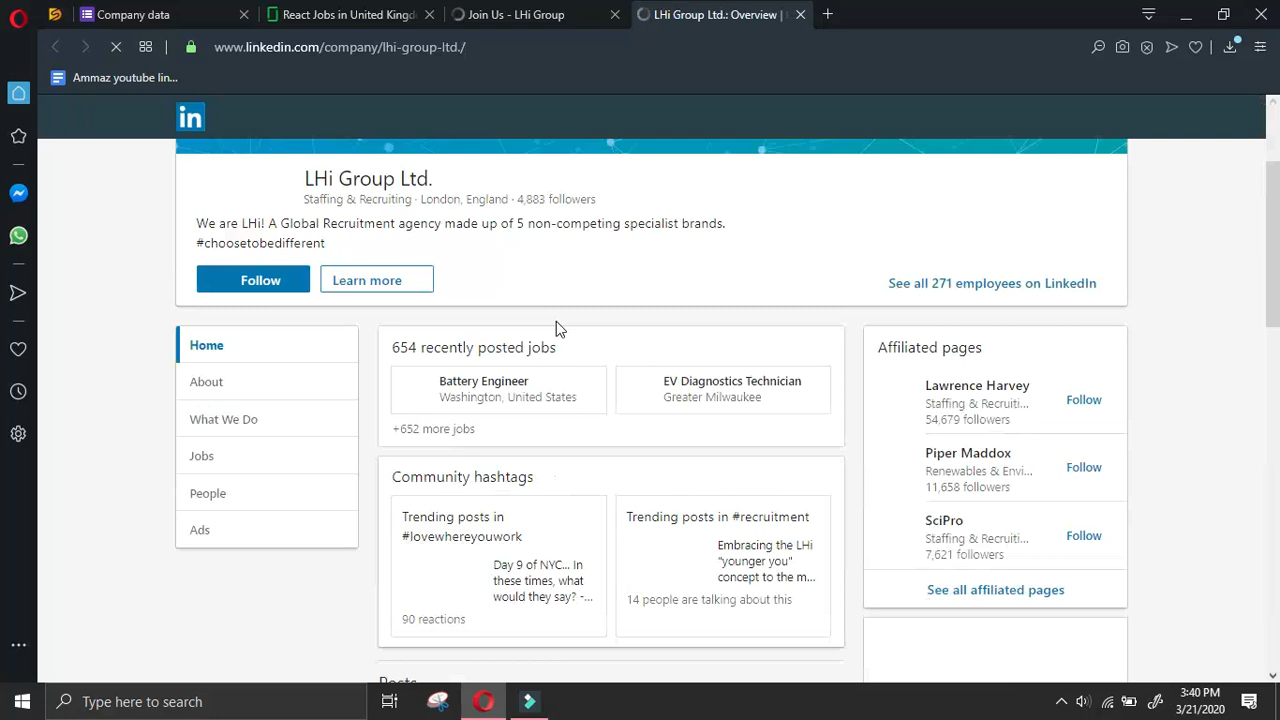 Company data
React Jobs in United Kingd
Join Us - LHi Group
LHi Group Ltd.: Overview |
www.linkedin.com/company/lhi-group-ltd./
Ammaz youtube lin...
in
LHi Group Ltd.
Staffing & Recruiting · London, England · 4,883 followers
We are LHi! A Global Recruitment agency made up of 5 non-competing specialist brands.
#choosetobedifferent
Follow
Learn more
See all 271 employees on LinkedIn
Home
About
What We Do
Jobs
People
Ads
654 recently posted jobs
Battery Engineer
Washington, United States
EV Diagnostics Technician
Greater Milwaukee
+652 more jobs
Community hashtags
Trending posts in
#lovewhereyouwork
Day 9 of NYC... In
these times, what
would they say? -...
90 reactions
Trending posts in #recruitment
Embracing the LHi
"younger you"
concept to the m...
14 people are talking about this
Posts
Affiliated pages
Lawrence Harvey
Staffing & Recruiti...
54,679 followers
Follow
Piper Maddox
Renewables & Envi...
11,658 followers
Follow
SciPro
Staffing & Recruiti...
7,621 followers
Follow
See all affiliated pages
Type here to search
3:40 PM
3/21/2020